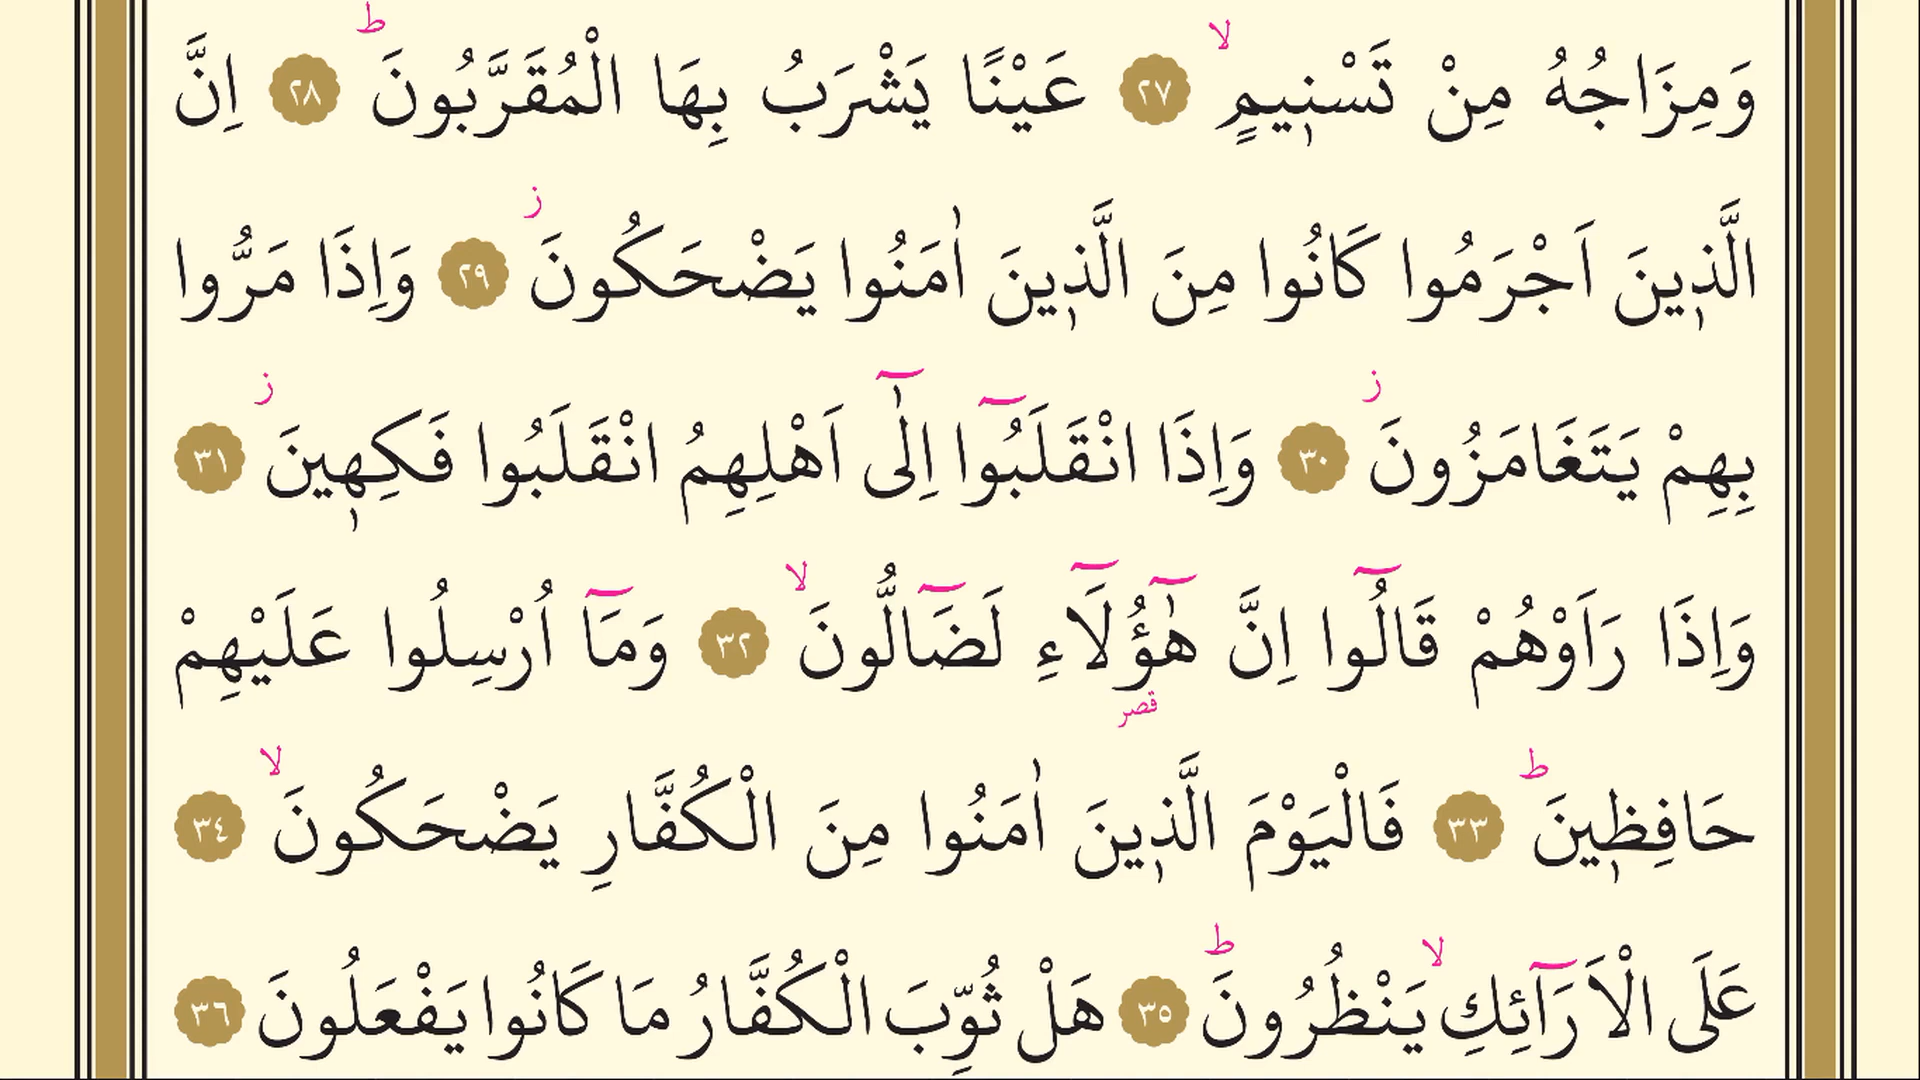 وَمِزَاجُهُ مِنْ تَسْن۪يمٍۙ ﴿٢٧﴾ عَيْنًا يَشْرَبُ بِهَا الْمُقَرَّبُونَۜ ﴿٢٨﴾ اِنَّ
الَّذ۪ينَ اَجْرَمُوا كَانُوا مِنَ الَّذ۪ينَ اٰمَنُوا يَضْحَكُونَۘ ﴿٢٩﴾ وَاِذَا مَرُّوا
بِهِمْ يَتَغَامَزُونَۘ ﴿٣٠﴾ وَاِذَا انْقَلَبُٓوا اِلٰٓى اَهْلِهِمُ انْقَلَبُوا فَكِه۪ينَۘ ﴿٣١﴾
وَاِذَا رَاَوْهُمْ قَالُٓوا اِنَّ هٰٓؤُ۬لَٓاءِ لَضَٓالُّونَۙ ﴿٣٢﴾ وَمَٓا اُرْسِلُوا عَلَيْهِمْ
قصر
حَافِظ۪ينَۜ ﴿٣٣﴾ فَالْيَوْمَ الَّذ۪ينَ اٰمَنُوا مِنَ الْكُفَّارِ يَضْحَكُونَۙ ﴿٣٤﴾
عَلَى الْاَرَٓائِكِۙ يَنْظُرُونَۜ ﴿٣٥﴾ هَلْ ثُوِّبَ الْكُفَّارُ مَا كَانُوا يَفْعَلُونَ ﴿٣٦﴾